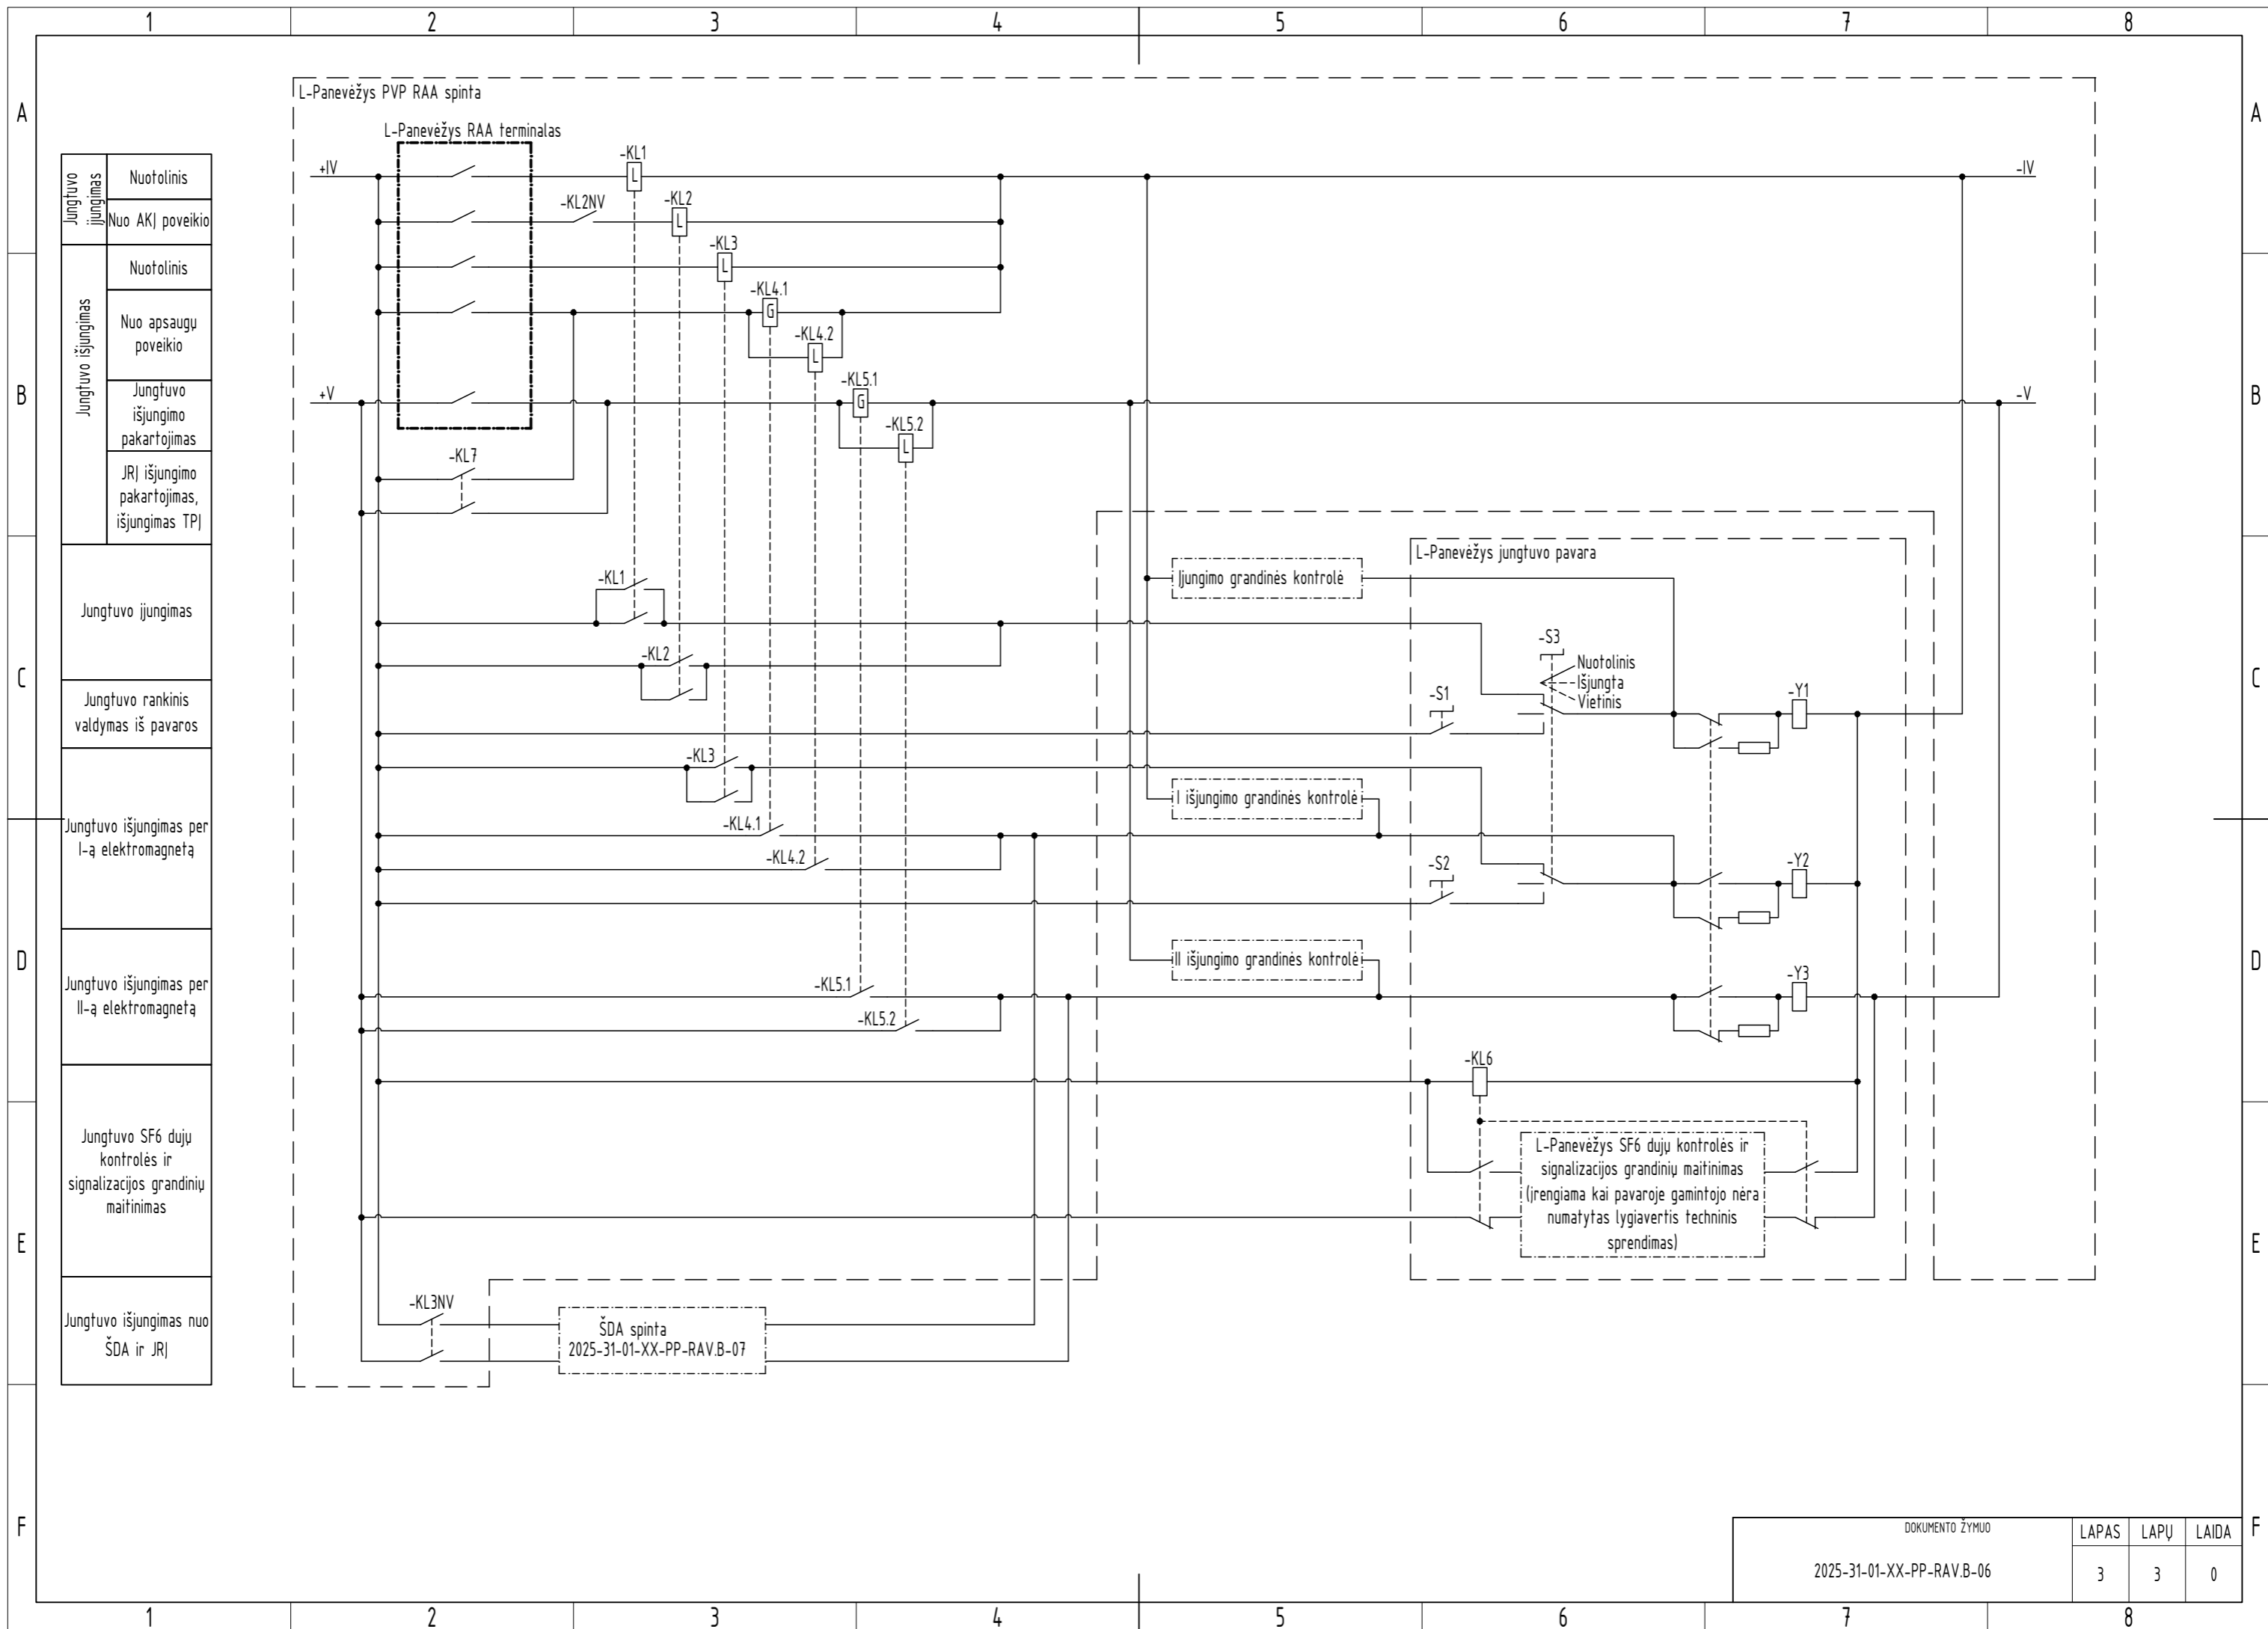 1 2 3 4 5 6 7 8
A A
L-Panevėžys PVP RAA spinta
L-Panevėžys RAA terminalas
+IV
-KL1
L
-IV
-KL2NV
-KL2
L
-KL3
L
-KL4.1
G
-KL4.2
L
B B
+V
-KL5.1
G
-V
-KL5.2
L
-KL7
Jungtuvo
įjungimas
Nuotolinis
Nuo AKĮ poveikio
Jungtuvo išjungimas
Nuotolinis
Nuo apsaugų
poveikio
Jungtuvo
išjungimo
pakartojimas
JRĮ išjungimo
pakartojimas,
išjungimas TPĮ
Jungtuvo įjungimas
Jungtuvo rankinis
valdymas iš pavaros
Jungtuvo išjungimas per
I-ą elektromagnetą
Jungtuvo išjungimas per
II-ą elektromagnetą
Jungtuvo SF6 dujų
kontrolės ir
signalizacijos grandinių
maitinimas
Jungtuvo išjungimas nuo
ŠDA ir JRĮ
L-Panevėžys jungtuvo pavara
-KL1
Įjungimo grandinės kontrolė
C C
-KL2
-S3
Nuotolinis
Išjungta
Vietinis
-S1
-Y1
-KL3
I išjungimo grandinės kontrolė
-KL4.1
-KL4.2
-S2
-Y2
D D
II išjungimo grandinės kontrolė
-KL5.1
-Y3
-KL5.2
-KL6
L-Panevėžys SF6 dujų kontrolės ir
signalizacijos grandinių maitinimas
(įrengiama kai pavaroje gamintojo nėra
numatytas lygiavertis techninis
sprendimas)
E E
-KL3NV
ŠDA spinta
2025-31-01-XX-PP-RAV.B-07
F F
DOKUMENTO ŽYMUO LAPAS LAPŲ LAIDA
2025-31-01-XX-PP-RAV.B-06 3 3 0
1 2 3 4 5 6 7 8